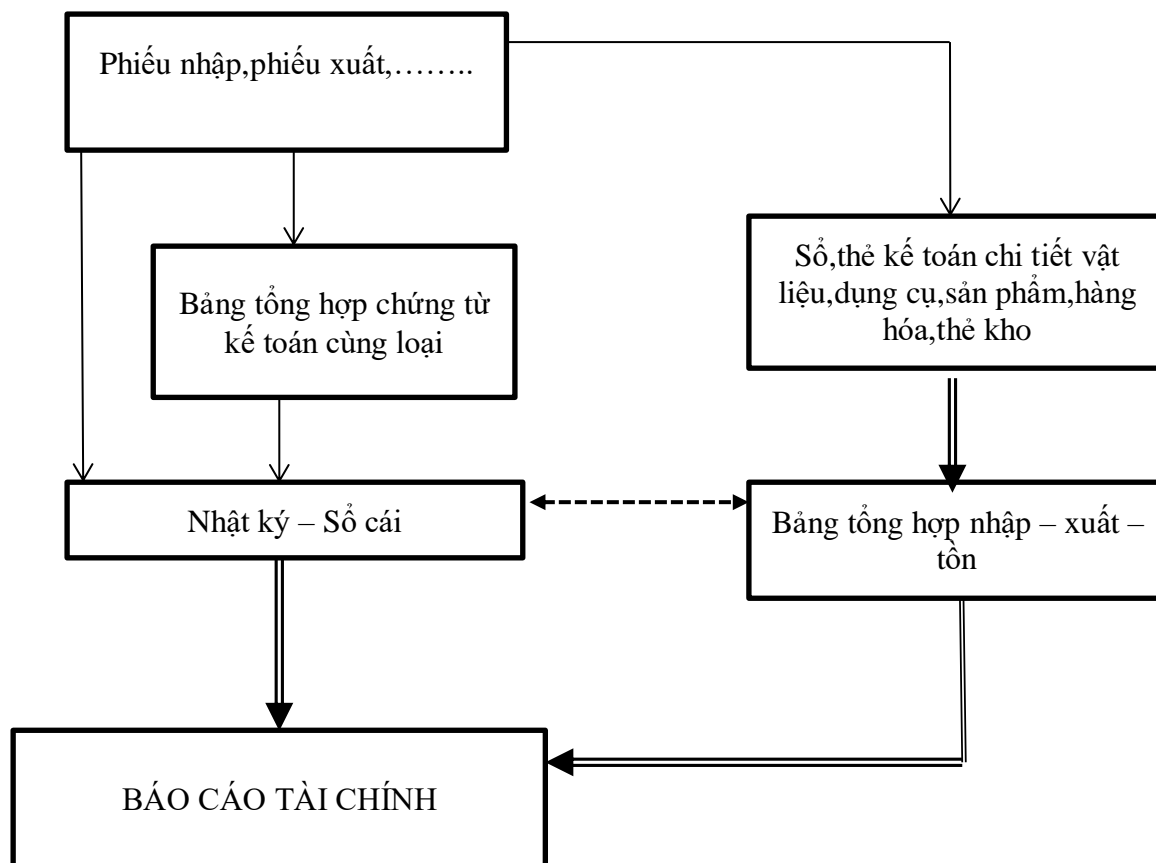 Phiếu nhập,phiếu xuất,……..
Sổ,thẻ kế toán chi tiết vật
liệu,dụng cụ,sản phẩm,hàng
hóa,thẻ kho
Bảng tổng hợp chứng từ
kế toán cùng loại
Nhật ký – Sổ cái
Bảng tổng hợp nhập – xuất –
tồn
BÁO CÁO TÀI CHÍNH